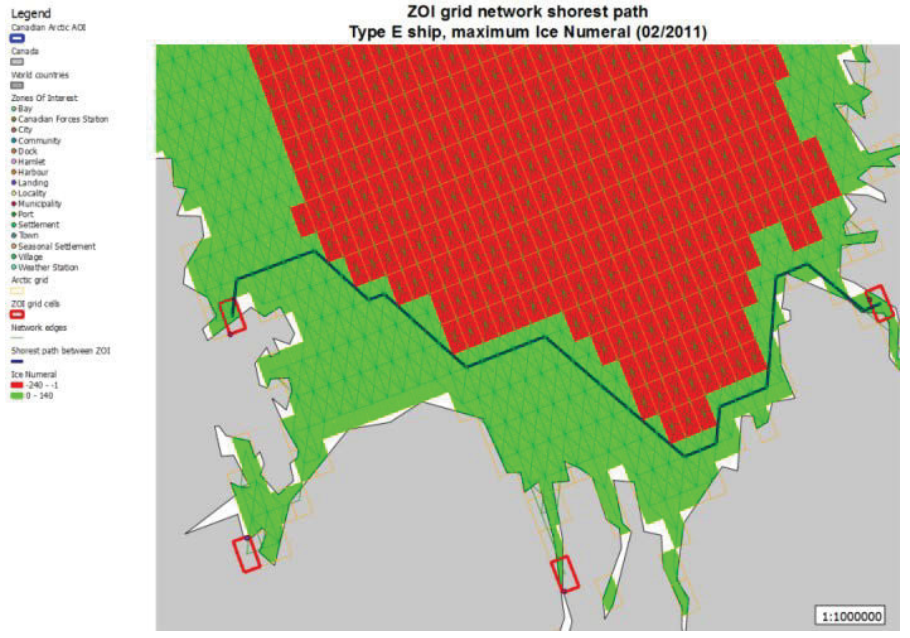 ZOI grid network shorest path
Type E ship, maximum Ice Numeral (02/2011)
Legend
Canadian Arctic AOI
Canada
World countries
Zones Of Interest
Bay
Canadian Forces Station
City
Community
Dock
Hamlet
Harbour
Landing
Locality
Municipality
Port
Settlement
Town
Seasonal Settlement
Village
Weather Station
Arctic grid
ZOI grid cells
Network edges
Shorest path between ZOI
Ice Numeral
-240 - -1
0 - 140
1:1000000